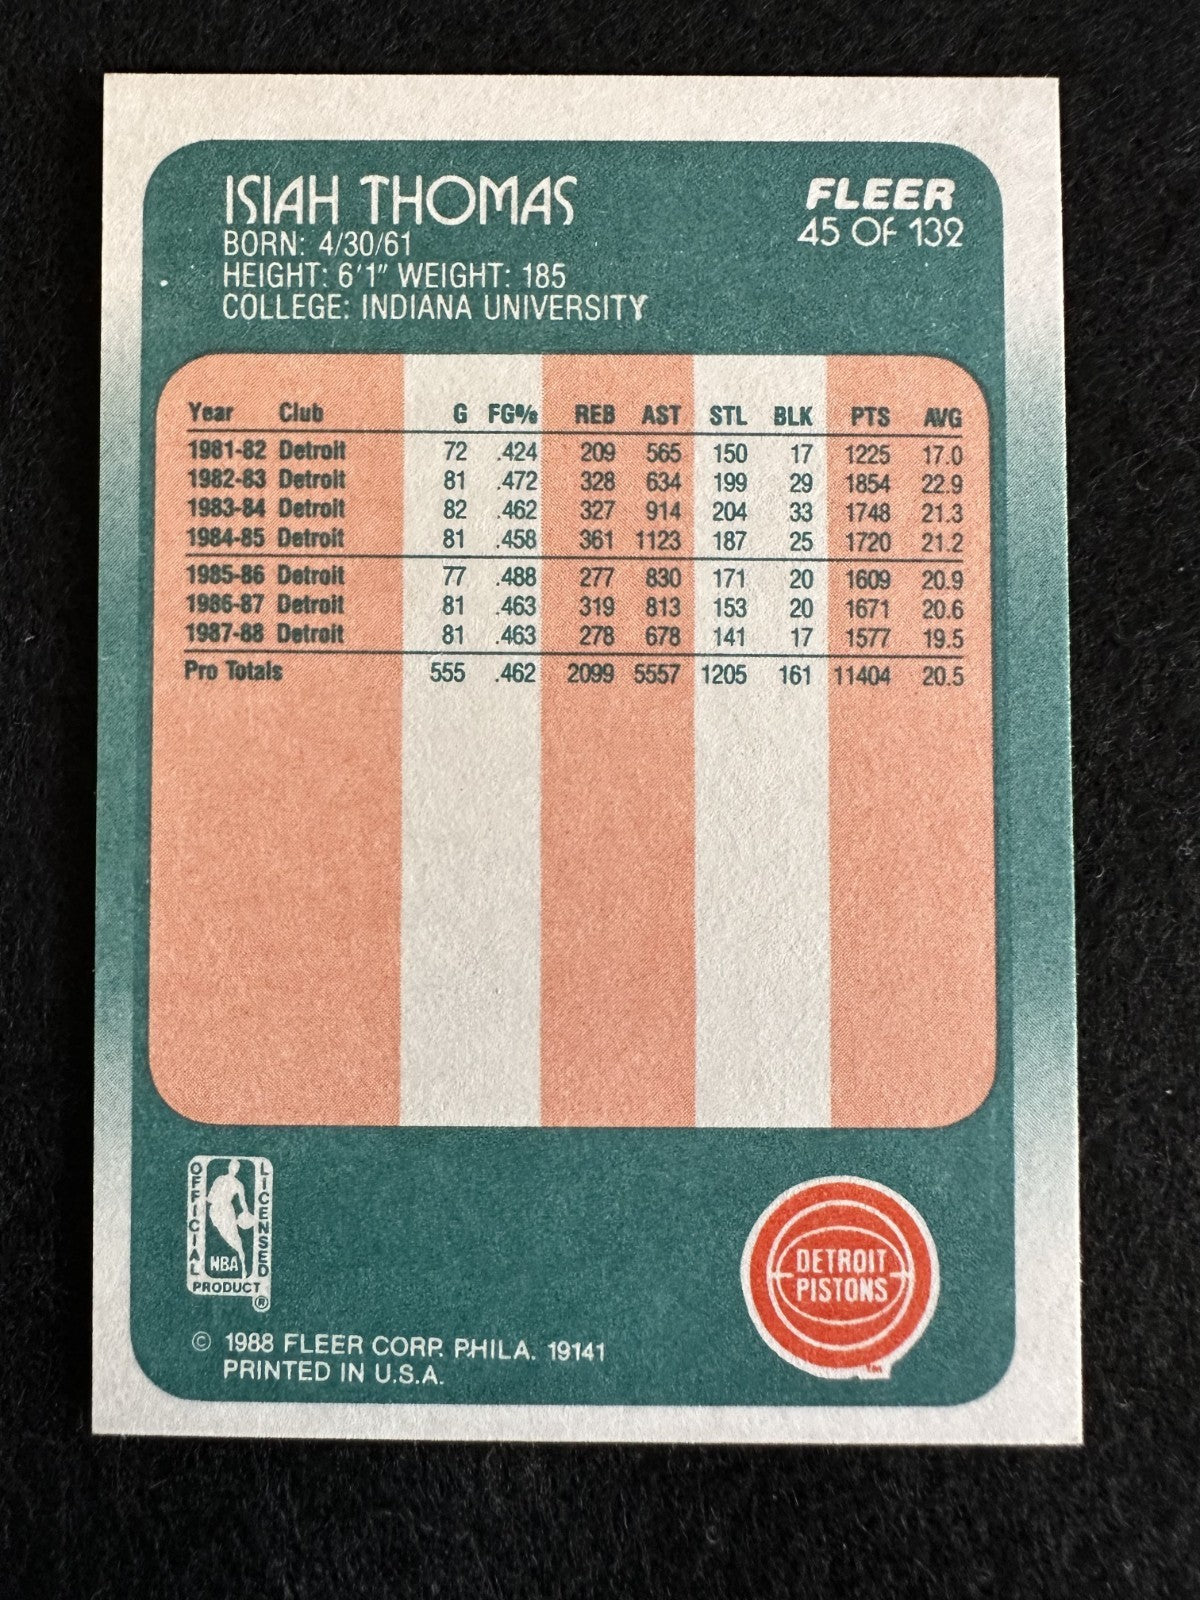 ISIAH THOMAS
BORN: 4/30/61
HEIGHT: 6'1" WEIGHT: 185
COLLEGE: INDIANA UNIVERSITY
FLEER
45 OF 132
Year Club G FG% REB AST STL BLK PTS AVG
1981-82 Detroit 72 .424 209 565 150 17 1225 17.0
1982-83 Detroit 81 .472 328 634 199 29 1854 22.9
1983-84 Detroit 82 .462 327 914 204 33 1748 21.3
1984-85 Detroit 81 .458 361 1123 187 25 1720 21.2
1985-86 Detroit 77 .488 277 830 171 20 1609 20.9
1986-87 Detroit 81 .463 319 813 153 20 1671 20.6
1987-88 Detroit 81 .463 278 678 141 17 1577 19.5
Pro Totals 555 .462 2099 5557 1205 161 11404 20.5
OFFICIAL LICENSED
NBA
PRODUCT
®
DETROIT
PISTONS
TM
© 1988 FLEER CORP. PHILA. 19141
PRINTED IN U.S.A.